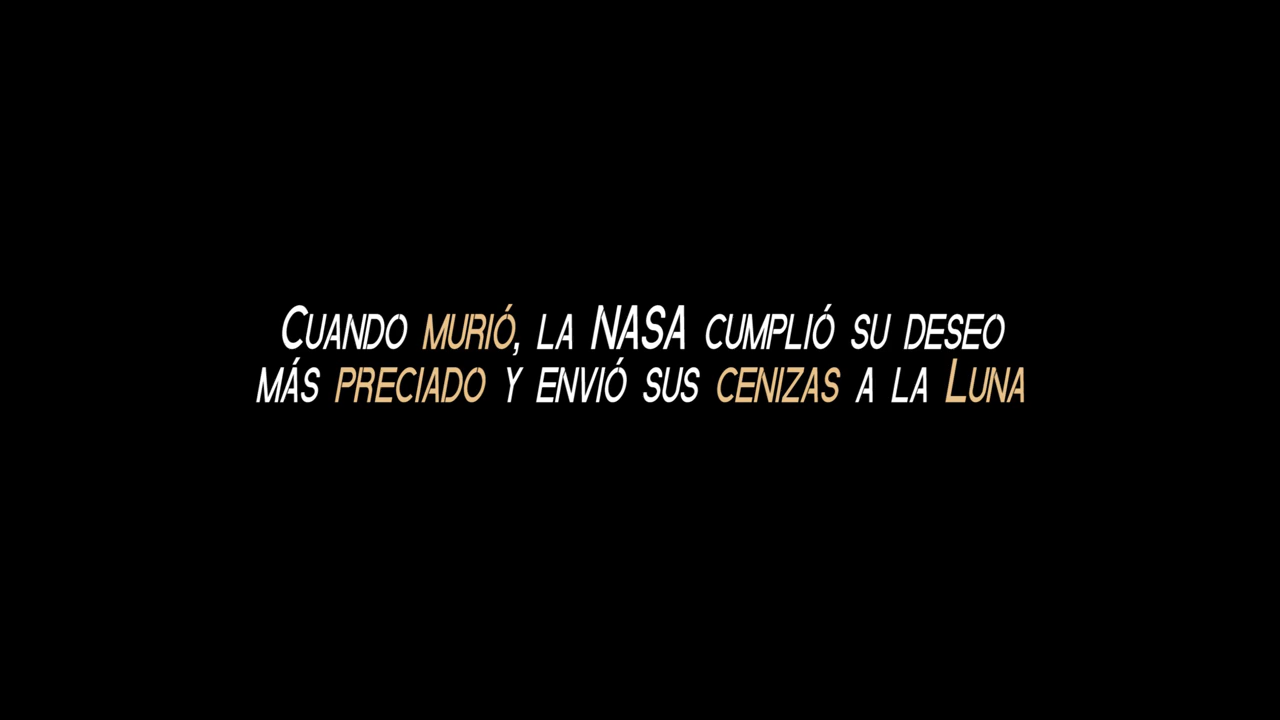 Cuando murió, la NASA cumplió su deseo
más preciado y envió sus cenizas a la Luna